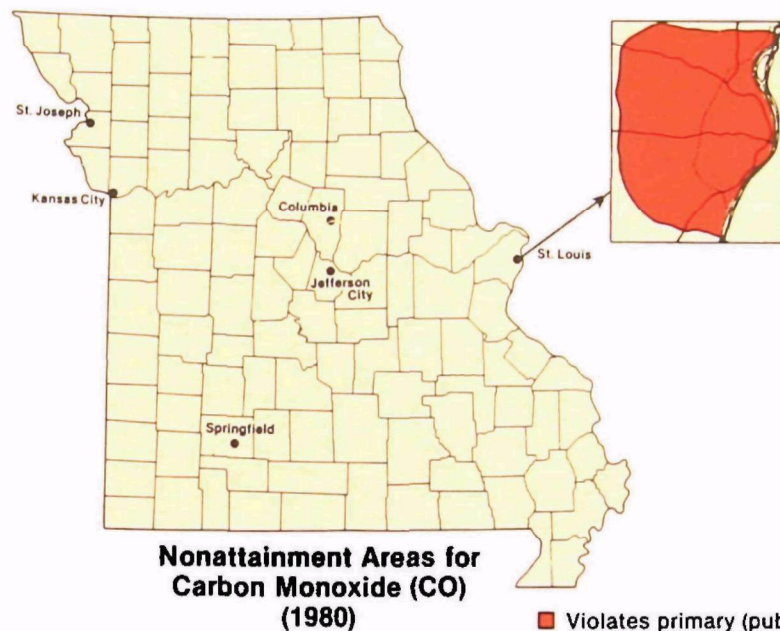 St. Joseph
Kansas City
Columbia
St. Louis
Jefferson
City
Springfield
Nonattainment Areas for
Carbon Monoxide (CO)
(1980)
Violates primary (pub